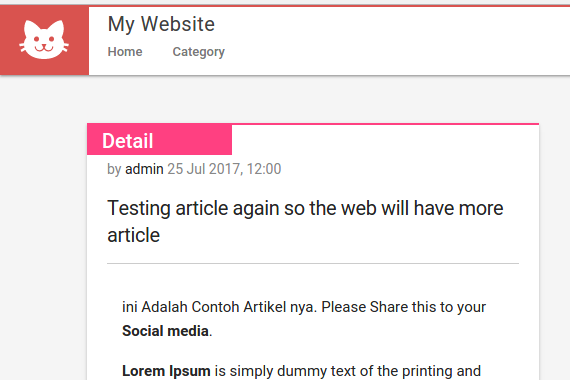 My Website
Home Category
Detail
by admin 25 Jul 2017, 12:00
Testing article again so the web will have more
article
ini Adalah Contoh Artikel nya. Please Share this to your
Social media.
Lorem Ipsum is simply dummy text of the printing and